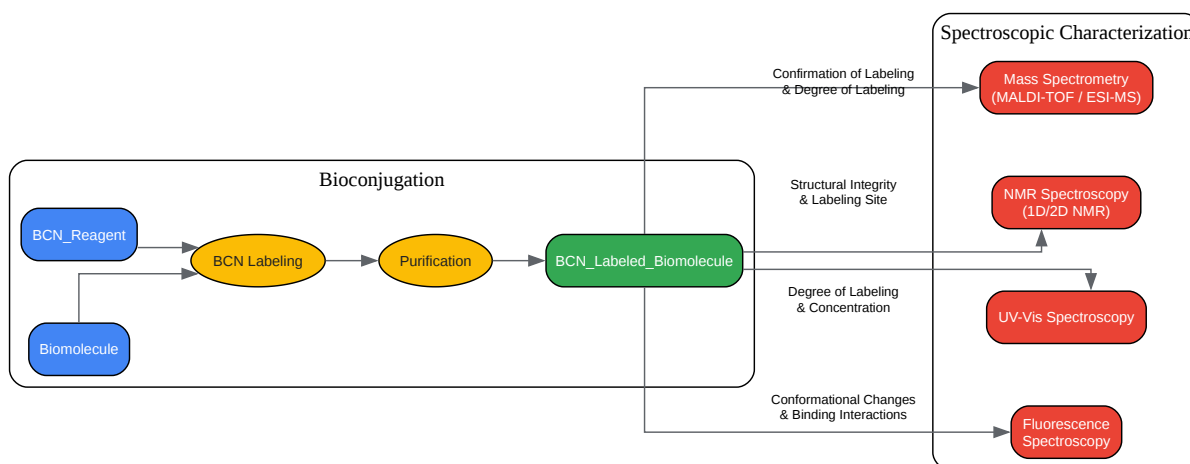 Spectroscopic Characterization
Confirmation of Labeling
& Degree of Labeling
Mass Spectrometry
(MALDI-TOF / ESI-MS)
Bioconjugation
Structural Integrity
& Labeling Site
NMR Spectroscopy
(1D/2D NMR)
BCN_Reagent
BCN Labeling
Purification
BCN_Labeled_Biomolecule
Degree of Labeling
& Concentration
UV-Vis Spectroscopy
Biomolecule
Conformational Changes
& Binding Interactions
Fluorescence
Spectroscopy